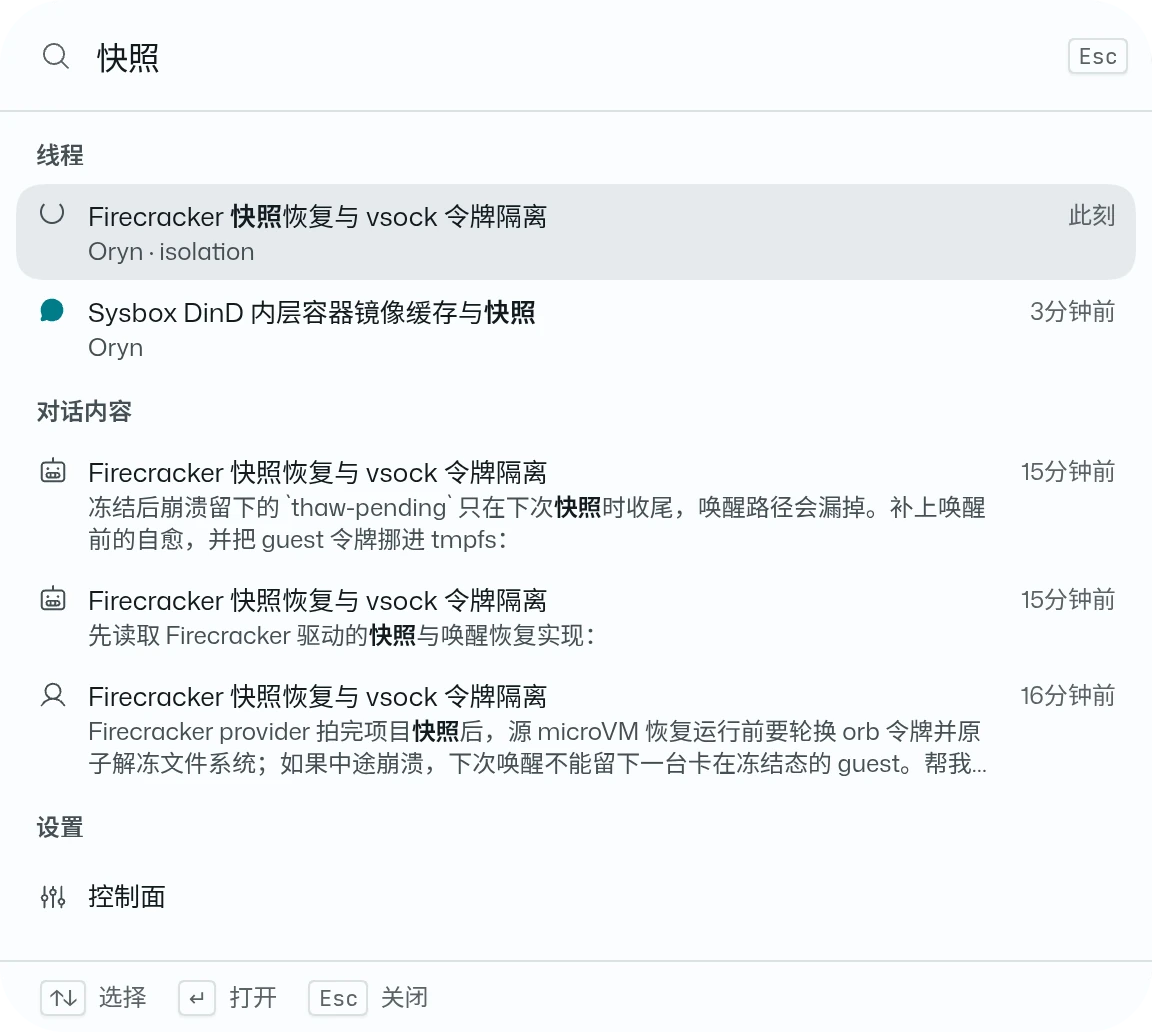 快照
Esc
线程
Firecracker 快照恢复与 vsock 令牌隔离
此刻
Oryn · isolation
Sysbox DinD 内层容器镜像缓存与快照
3分钟前
Oryn
对话内容
Firecracker 快照恢复与 vsock 令牌隔离
15分钟前
冻结后崩溃留下的 `thaw-pending` 只在下次快照时收尾，唤醒路径会漏掉。补上唤醒
前的自愈，并把 guest 令牌挪进 tmpfs：
Firecracker 快照恢复与 vsock 令牌隔离
15分钟前
先读取 Firecracker 驱动的快照与唤醒恢复实现：
Firecracker 快照恢复与 vsock 令牌隔离
16分钟前
Firecracker provider 拍完项目快照后，源 microVM 恢复运行前要轮换 orb 令牌并原
子解冻文件系统；如果中途崩溃，下次唤醒不能留下一台卡在冻结态的 guest。帮我…
设置
控制面
↑↓ 选择 ↵ 打开 Esc 关闭